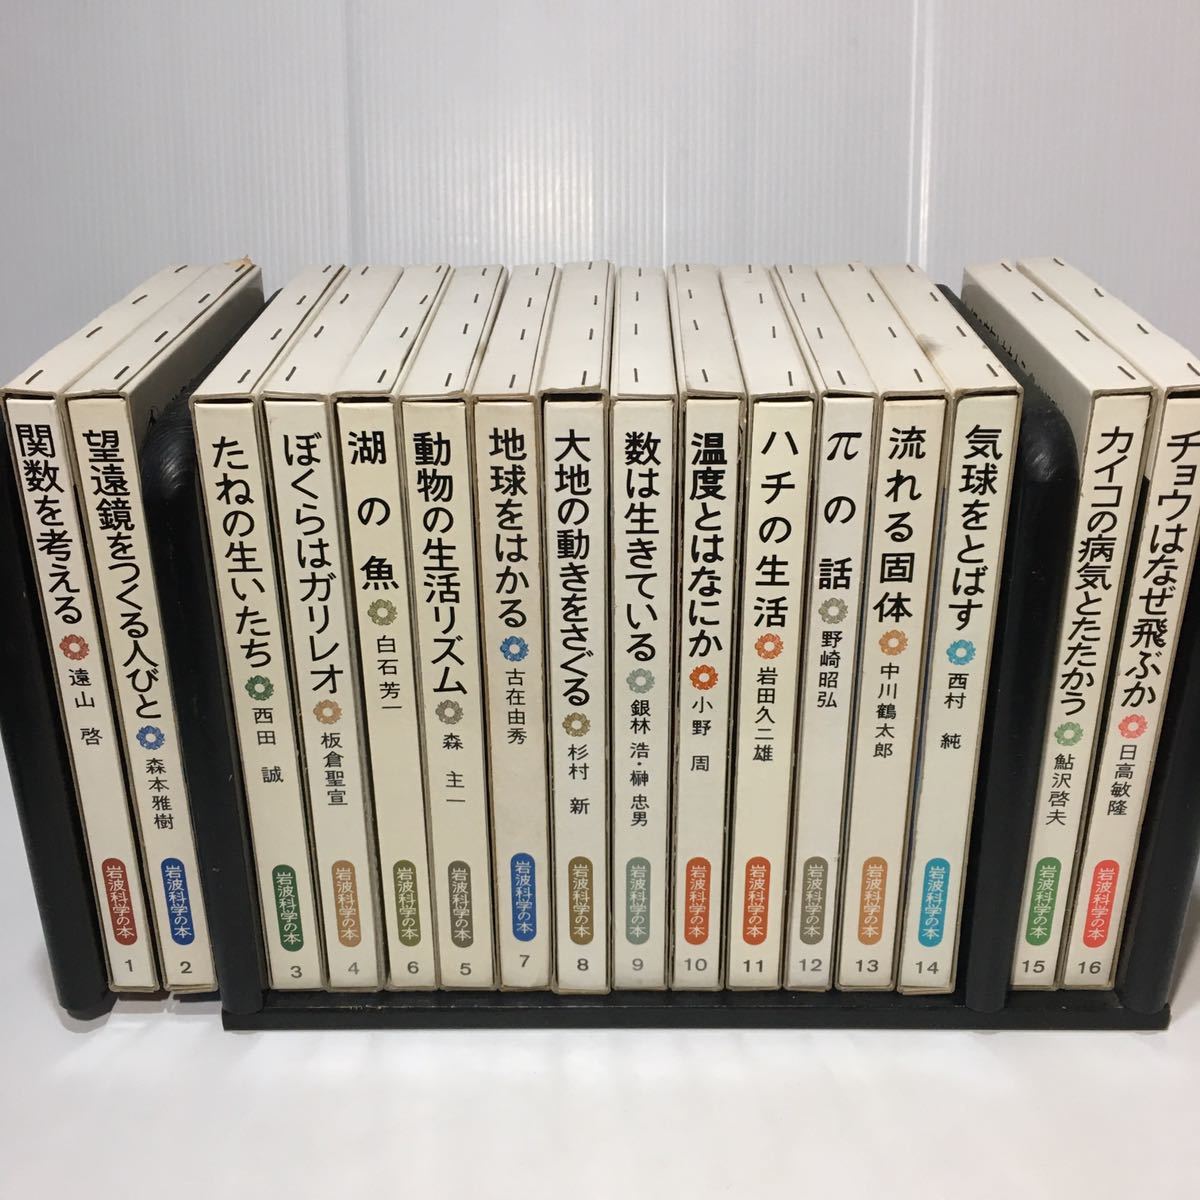 関数を考える 遠山 啓 岩波科学の本 1
望遠鏡をつくる人びと 森本雅樹 岩波科学の本 2
たねの生いたち 西田 誠 岩波科学の本 3
ぼくらはガリレオ 板倉聖宣 岩波科学の本 4
湖の魚 白石芳一 岩波科学の本 6
動物の生活リズム 森 主一 岩波科学の本 5
地球をはかる 古在由秀 岩波科学の本 7
大地の動きをさぐる 杉村 新 岩波科学の本 8
数は生きている 銀林 浩・榊 忠男 岩波科学の本 9
温度とはなにか 小野 周 岩波科学の本 10
ハチの生活 岩田久二雄 岩波科学の本 11
πの話 野崎昭弘 岩波科学の本 12
流れる固体 中川鶴太郎 岩波科学の本 13
気球をとばす 西村 純 岩波科学の本 14
カイコの病気とたたかう 鮎沢啓夫 岩波科学の本 15
チョウはなぜ飛ぶか 日高敏隆 岩波科学の本 16